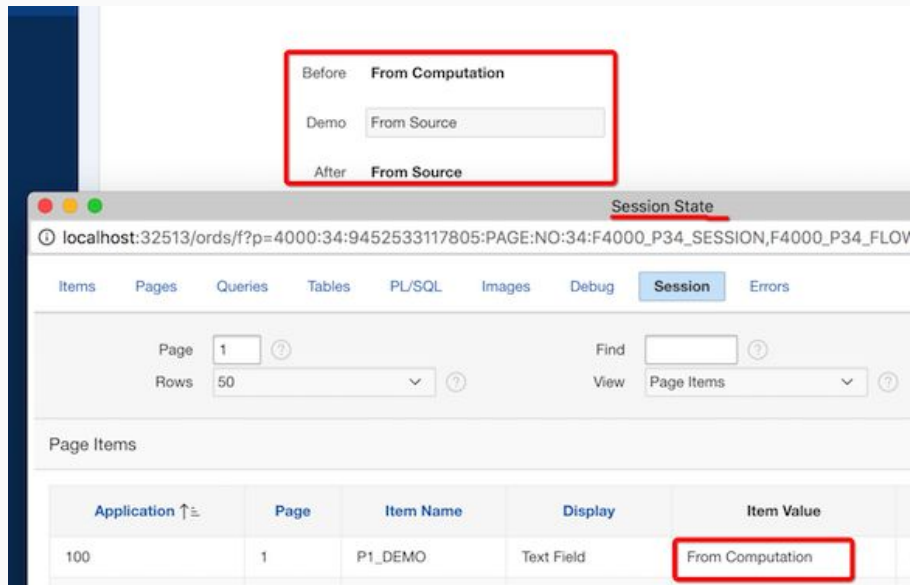 Before From Computation
Demo From Source
After From Source
Session State
localhost:32513/ords/f?p=4000:34:9452533117805:PAGE:NO:34:F4000_P34_SESSION,F4000_P34_FLOW
Items Pages Queries Tables PL/SQL Images Debug Session Errors
Page 1 ? Find ?
Rows 50 ? View Page Items ?
Page Items
Application Page Item Name Display Item Value
100 1 P1_DEMO Text Field From Computation